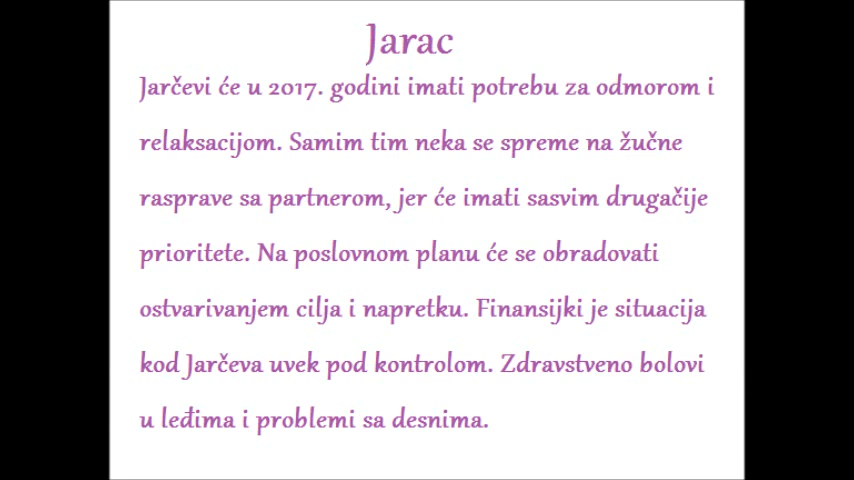 Jarac
Jarčevi će u 2017. godini imati potrebu za odmorom i
relaksacijom. Samim tim neka se spreme na žučne
rasprave sa partnerom, jer će imati sasvim drugačije
prioritete. Na poslovnom planu će se obradovati
ostvarivanjem cilja i napretku. Finansijki je situacija
kod Jarčeva uvek pod kontrolom. Zdravstveno bolovi
u leđima i problemi sa desnima.